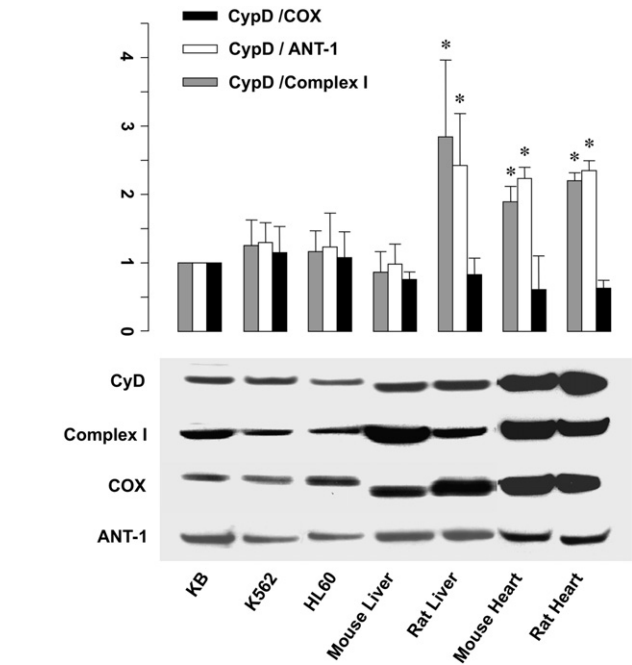 CypD /COX
CypD / ANT-1
CypD /Complex I
4
3
2
1
0
*
*
*
*
*
*
CyD
Complex I
COX
ANT-1
KB
K562
HL60
Mouse Liver
Rat Liver
Mouse Heart
Rat Heart